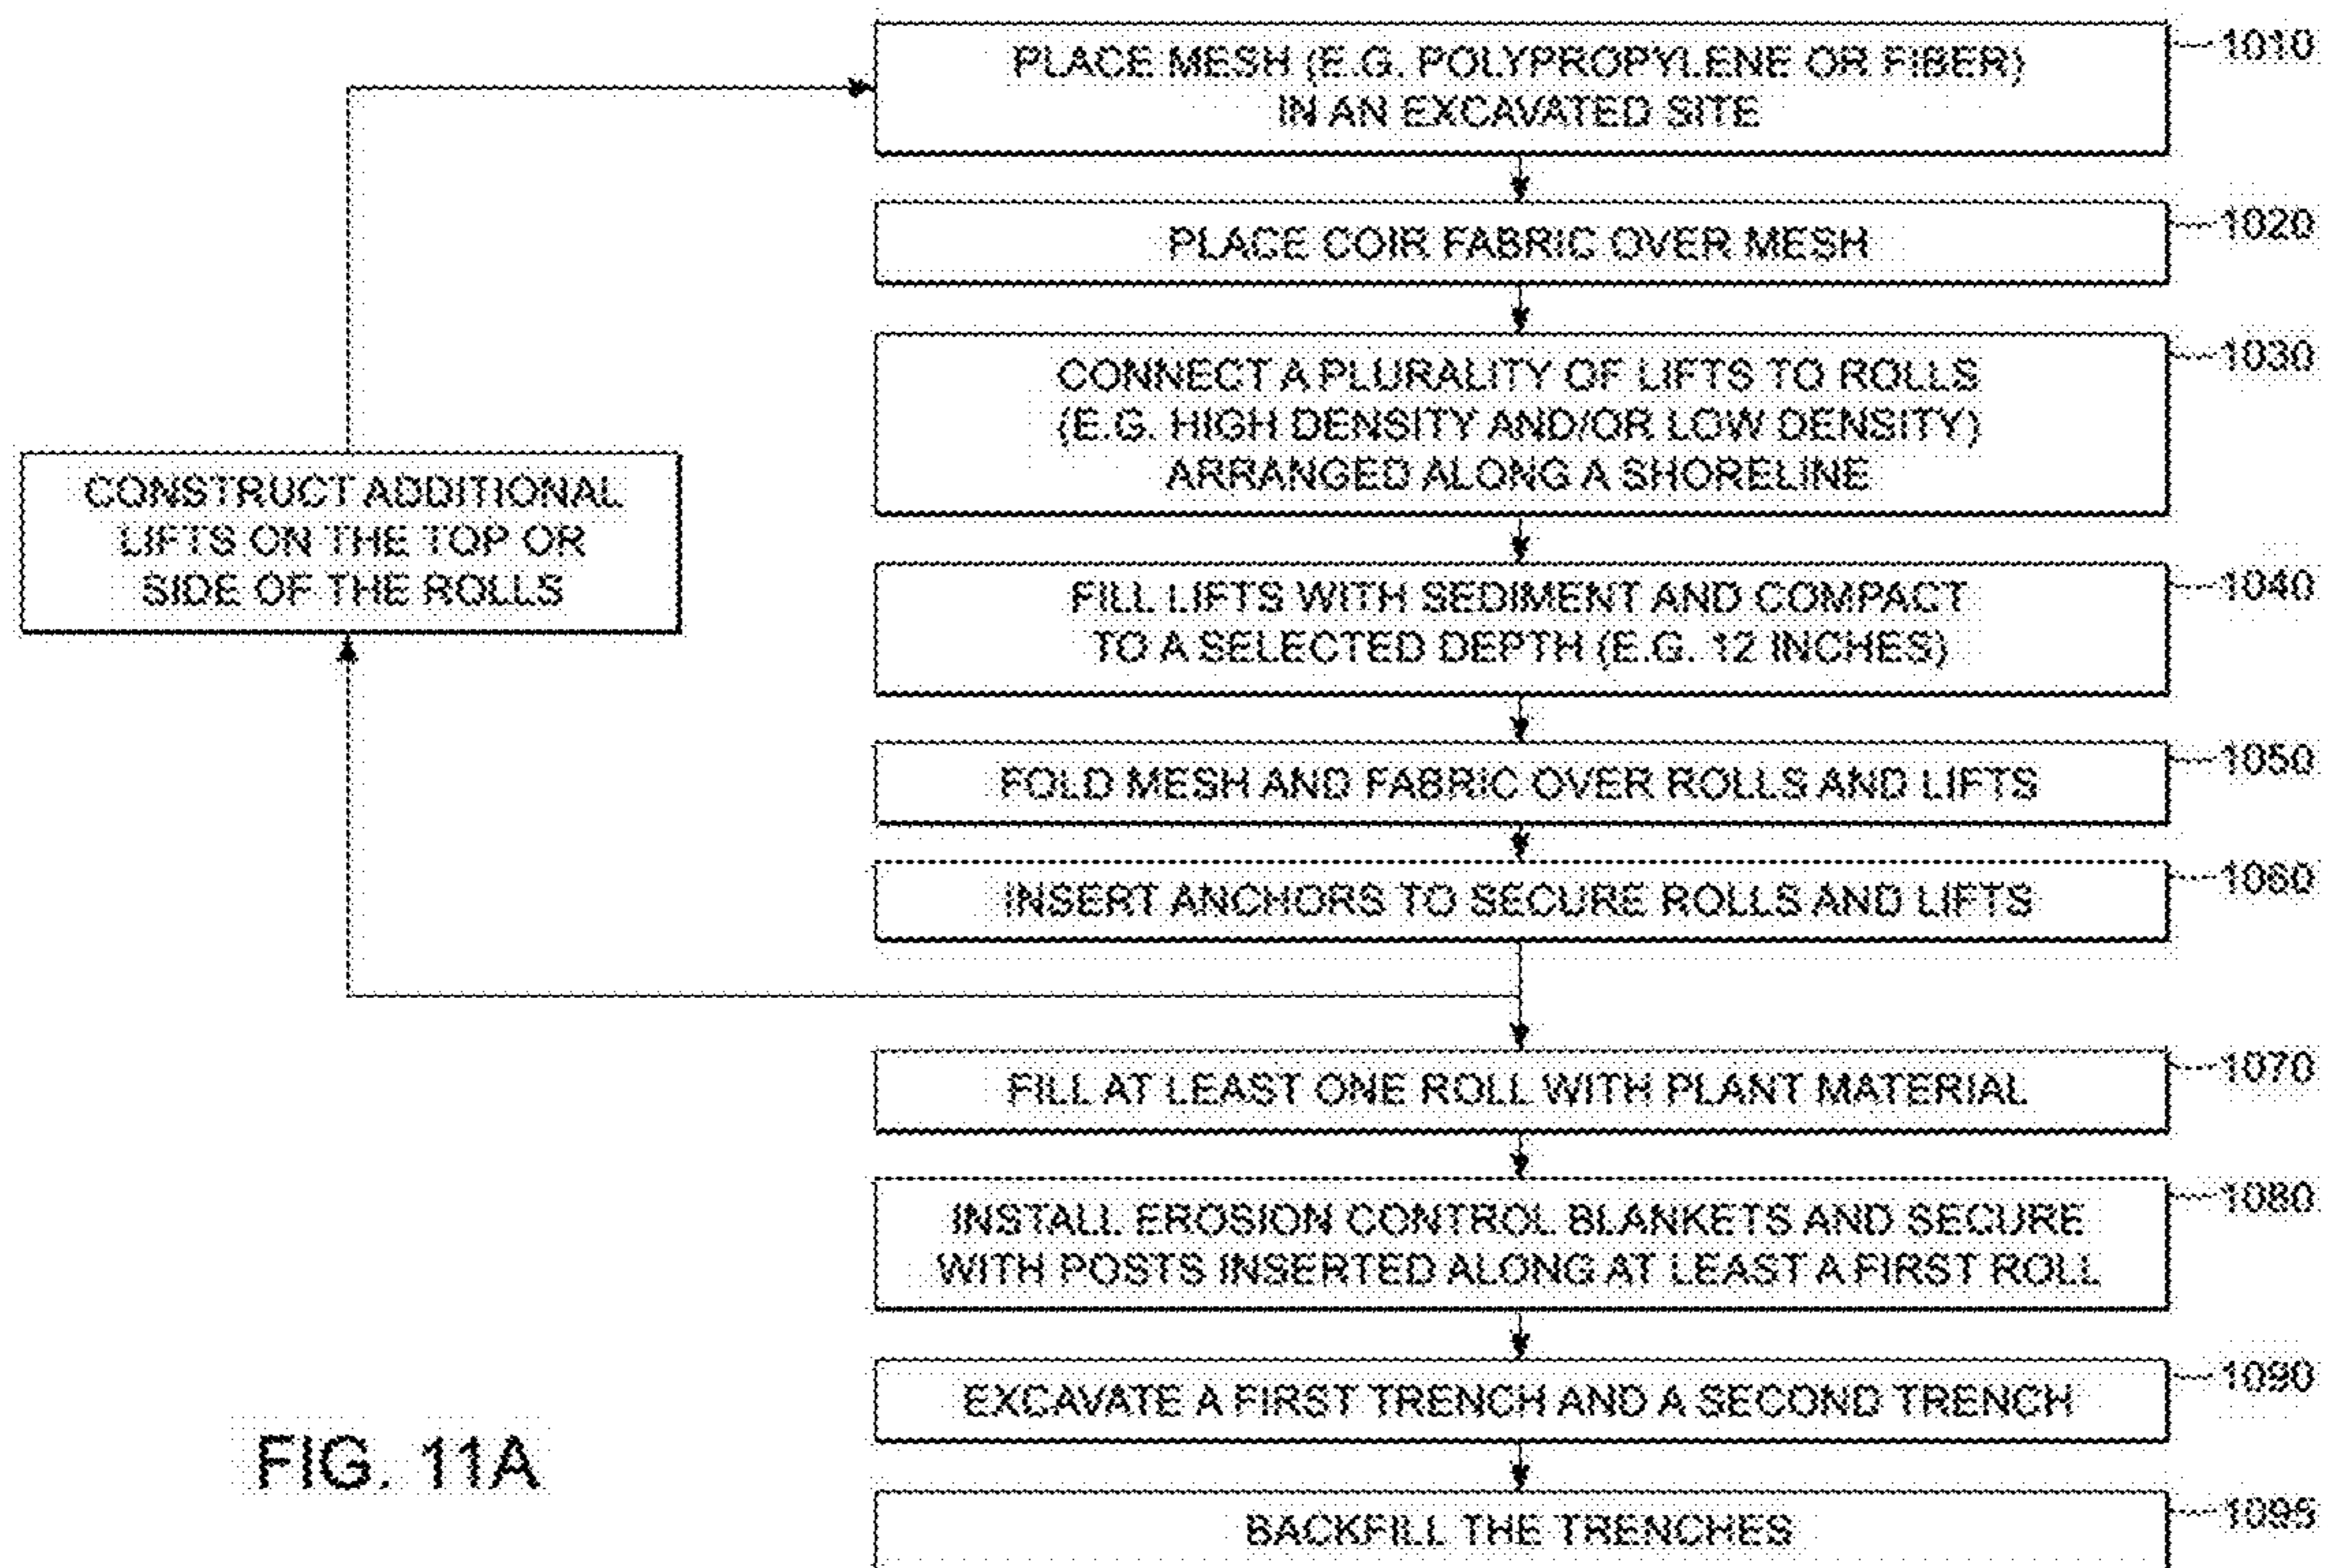 PLACE MESH (E.G. POLYPROPYLENE OR FIBER)
IN AN EXCAVATED SITE
1010
PLACE COIR FABRIC OVER MESH
1020
CONNECT A PLURALITY OF LIFTS TO ROLLS
(E.G. HIGH DENSITY AND/OR LOW DENSITY)
ARRANGED ALONG A SHORELINE
1030
CONSTRUCT ADDITIONAL
LIFTS ON THE TOP OR
SIDE OF THE ROLLS
FILL LIFTS WITH SEDIMENT AND COMPACT
TO A SELECTED DEPTH (E.G. 12 INCHES)
1040
FOLD MESH AND FABRIC OVER ROLLS AND LIFTS
1050
INSERT ANCHORS TO SECURE ROLLS AND LIFTS
1060
FILL AT LEAST ONE ROLL WITH PLANT MATERIAL
1070
INSTALL EROSION CONTROL BLANKETS AND SECURE
WITH POSTS INSERTED ALONG AT LEAST A FIRST ROLL
1080
EXCAVATE A FIRST TRENCH AND A SECOND TRENCH
1090
BACKFILL THE TRENCHES
1095
FIG. 11A